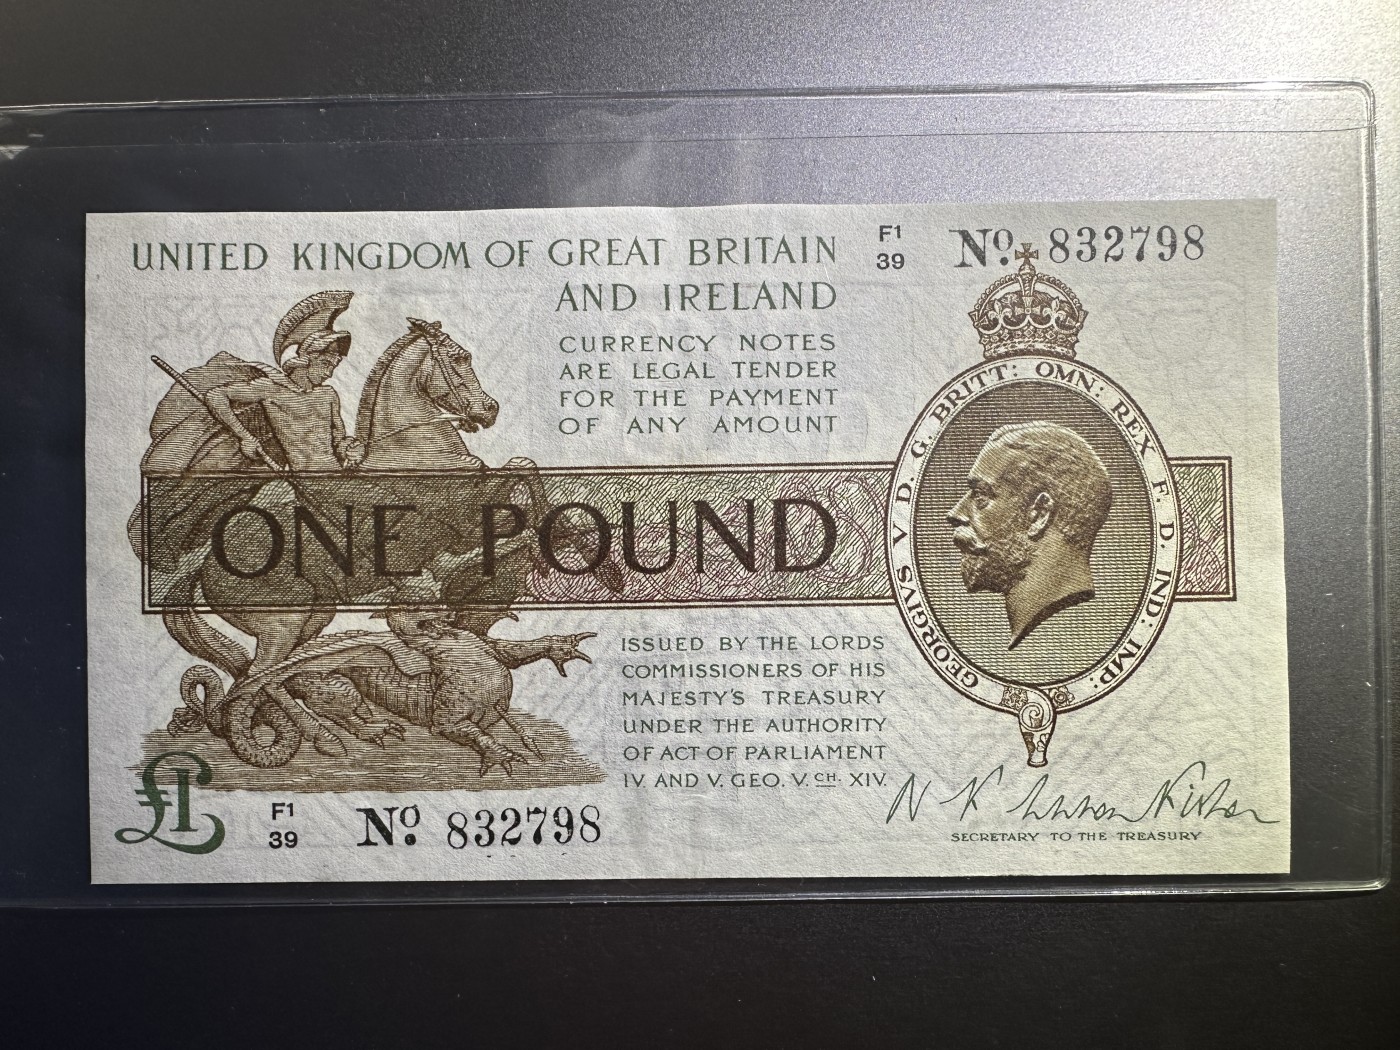 UNITED KINGDOM OF GREAT BRITAIN
AND IRELAND
F1
39
No. 832798
CURRENCY NOTES
ARE LEGAL TENDER
FOR THE PAYMENT
OF ANY AMOUNT
GEORGIVS V D. G. BRITT: OMN: REX F. D. IND: IMP:
ONE POUND
ISSUED BY THE LORDS
COMMISSIONERS OF HIS
MAJESTY'S TREASURY
UNDER THE AUTHORITY
OF ACT OF PARLIAMENT
IV. AND V. GEO. V. CH. XIV.
£1
F1
39
No. 832798
N F Warren Fisher
SECRETARY TO THE TREASURY